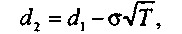 d₂ = d₁ − σ√T,